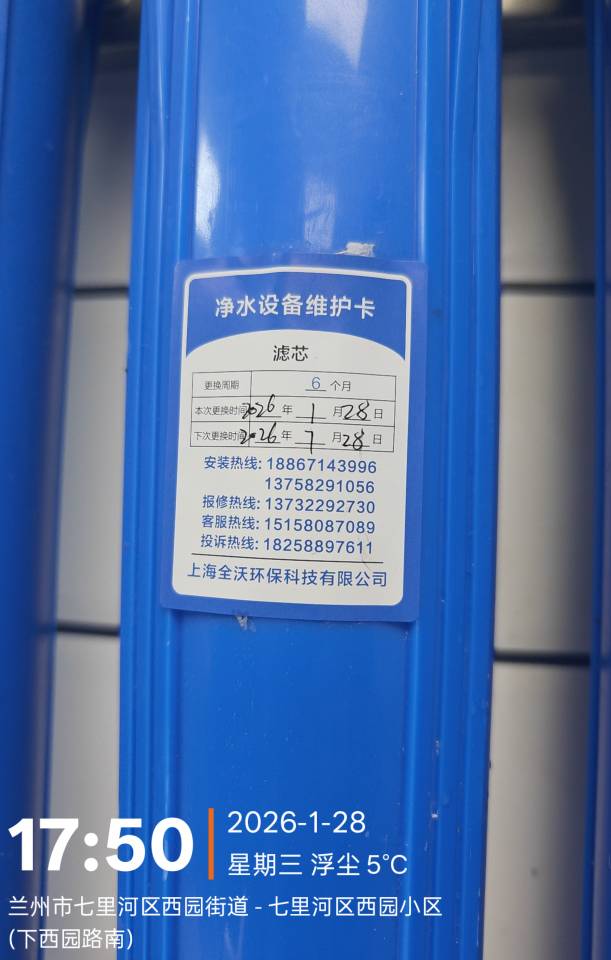 净水设备维护卡
滤芯
更换周期 6 个月
本次更换时间 2026 年 1 月 28 日
下次更换时间 2026 年 7 月 28 日
安装热线: 18867143996
13758291056
报修热线: 13732292730
客服热线: 15158087089
投诉热线: 18258897611
上海全沃环保科技有限公司
17:50
2026-1-28
星期三 浮尘 5℃
兰州市七里河区西园街道 - 七里河区西园小区
(下西园路南)